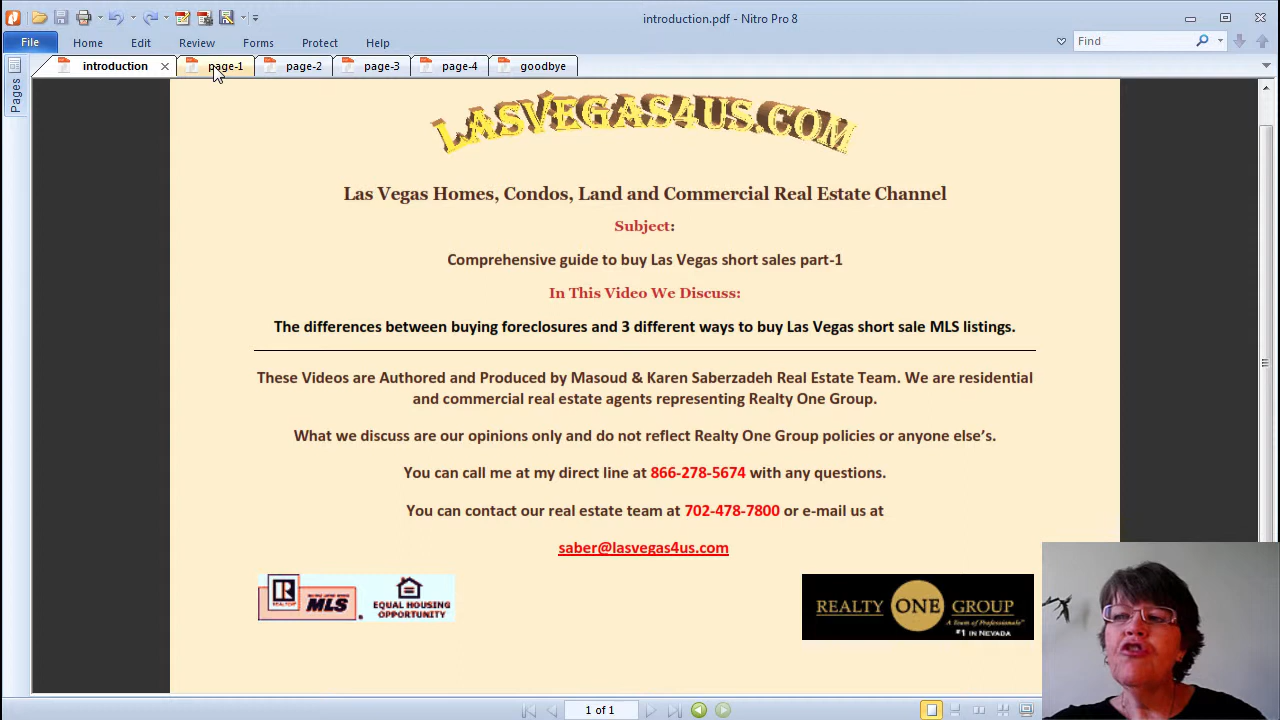 introduction.pdf - Nitro Pro 8
File Home Edit Review Forms Protect Help
Find
introduction page-1 page-2 page-3 page-4 goodbye
Pages
LASVEGAS4US.COM
Las Vegas Homes, Condos, Land and Commercial Real Estate Channel
Subject:
Comprehensive guide to buy Las Vegas short sales part-1
In This Video We Discuss:
The differences between buying foreclosures and 3 different ways to buy Las Vegas short sale MLS listings.
These Videos are Authored and Produced by Masoud & Karen Saberzadeh Real Estate Team. We are residential
and commercial real estate agents representing Realty One Group.
What we discuss are our opinions only and do not reflect Realty One Group policies or anyone else's.
You can call me at my direct line at 866-278-5674 with any questions.
You can contact our real estate team at 702-478-7800 or e-mail us at
saber@lasvegas4us.com
R
REALTOR
MLS
EQUAL HOUSING
OPPORTUNITY
REALTY ONE GROUP
A Team of Professionals
#1 IN NEVADA
1 of 1